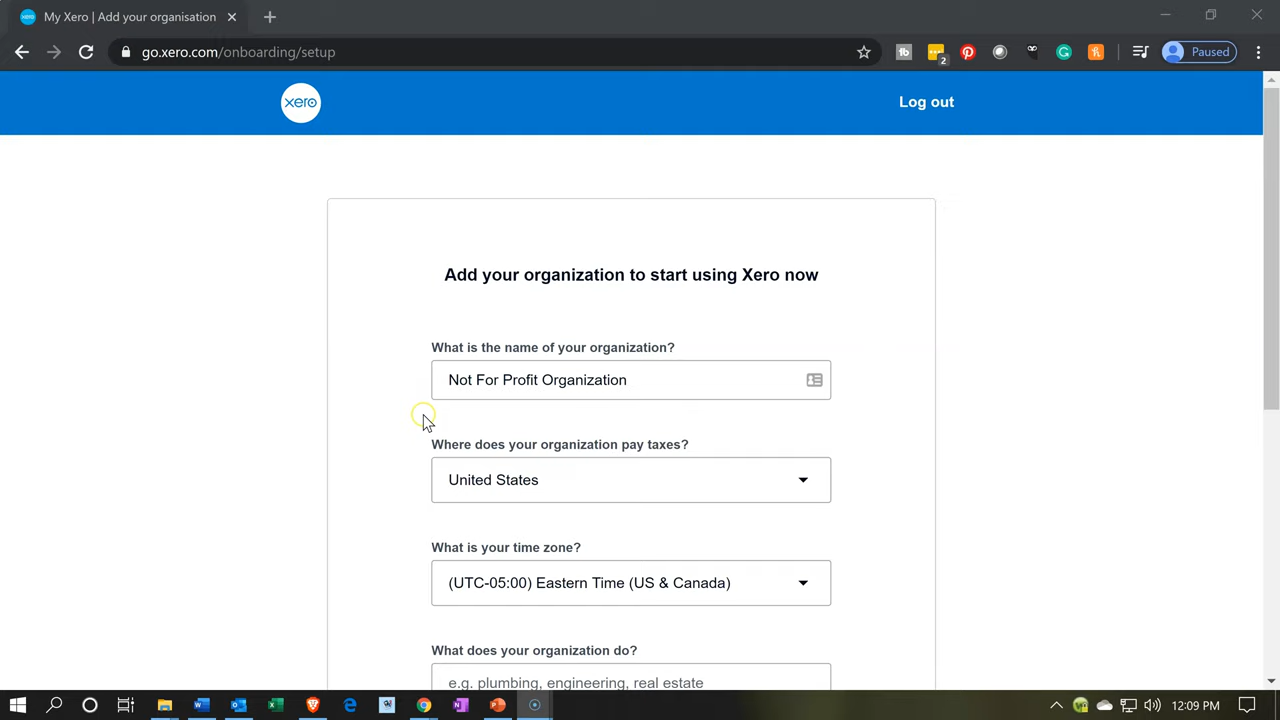 My Xero | Add your organisation
go.xero.com/onboarding/setup
2
Paused
xero
Log out
Add your organization to start using Xero now
What is the name of your organization?
Not For Profit Organization
Where does your organization pay taxes?
United States
What is your time zone?
(UTC-05:00) Eastern Time (US & Canada)
What does your organization do?
e.g. plumbing, engineering, real estate
12:09 PM